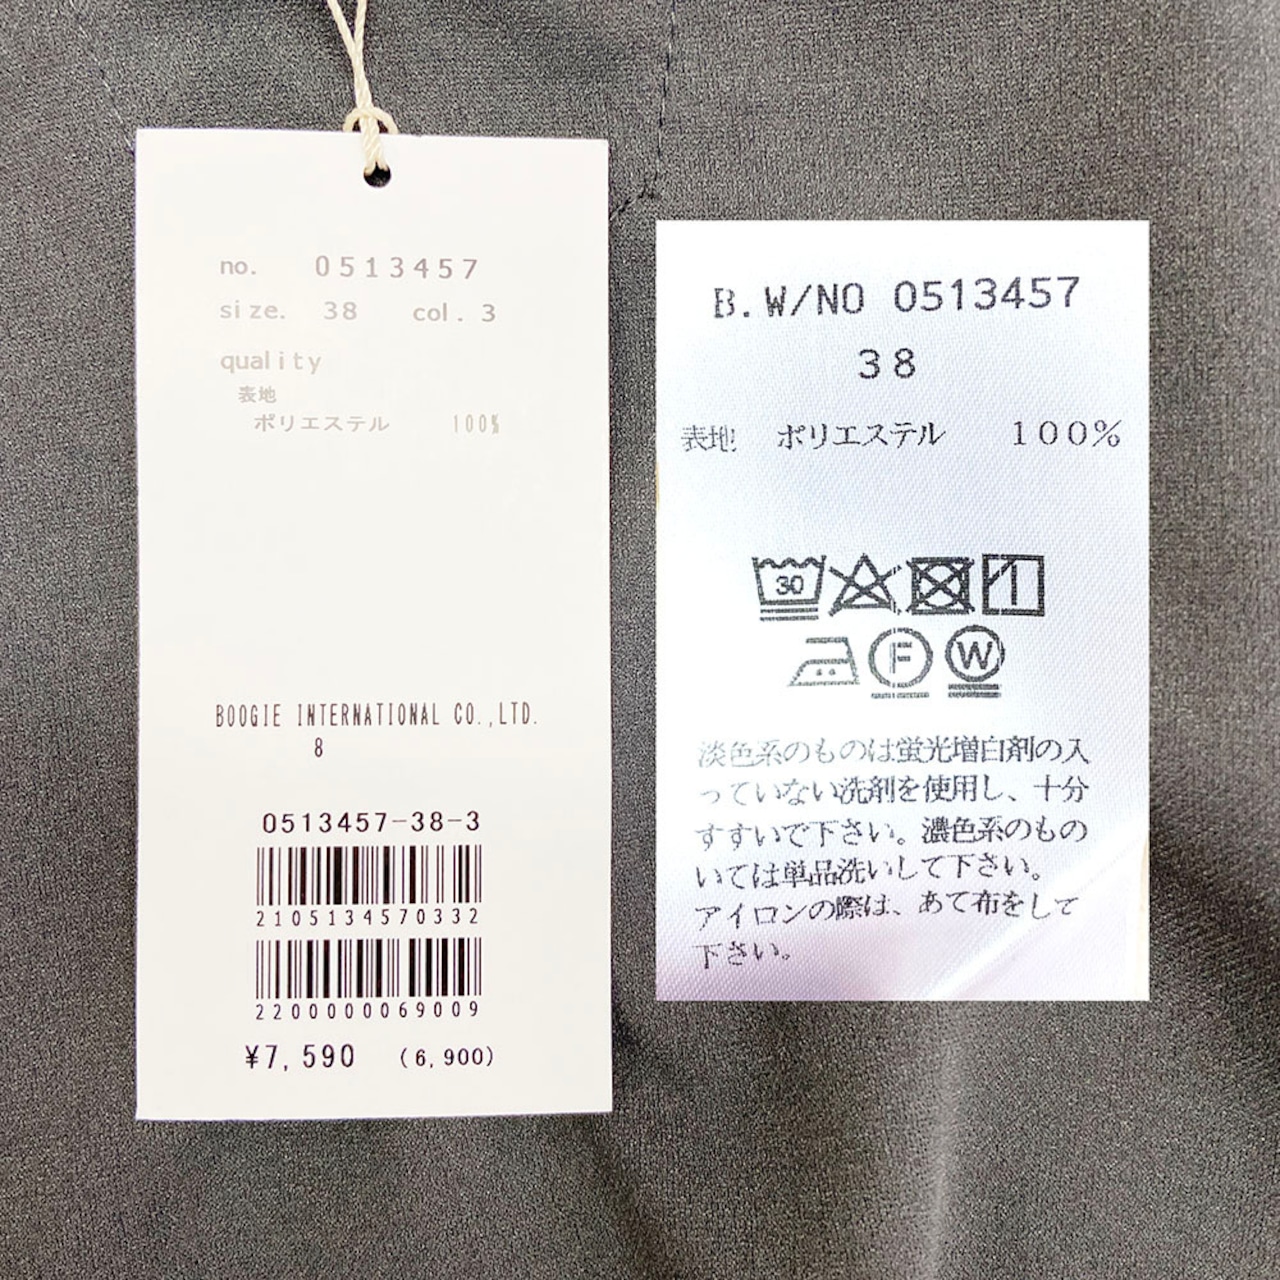 no. 0513457
size. 38 col. 3
quality
表地
ポリエステル 100%
BOOGIE INTERNATIONAL CO.,LTD.
8
0513457-38-3
2105134570332
2200000069009
¥7,590 (6,900)
B.W/NO 0513457
38
表地 ポリエステル 100%
30
F W
淡色系のものは蛍光増白剤の入
っていない洗剤を使用し、十分
すすいで下さい。濃色系のもの
いては単品洗いして下さい。
アイロンの際は、あて布をして
下さい。